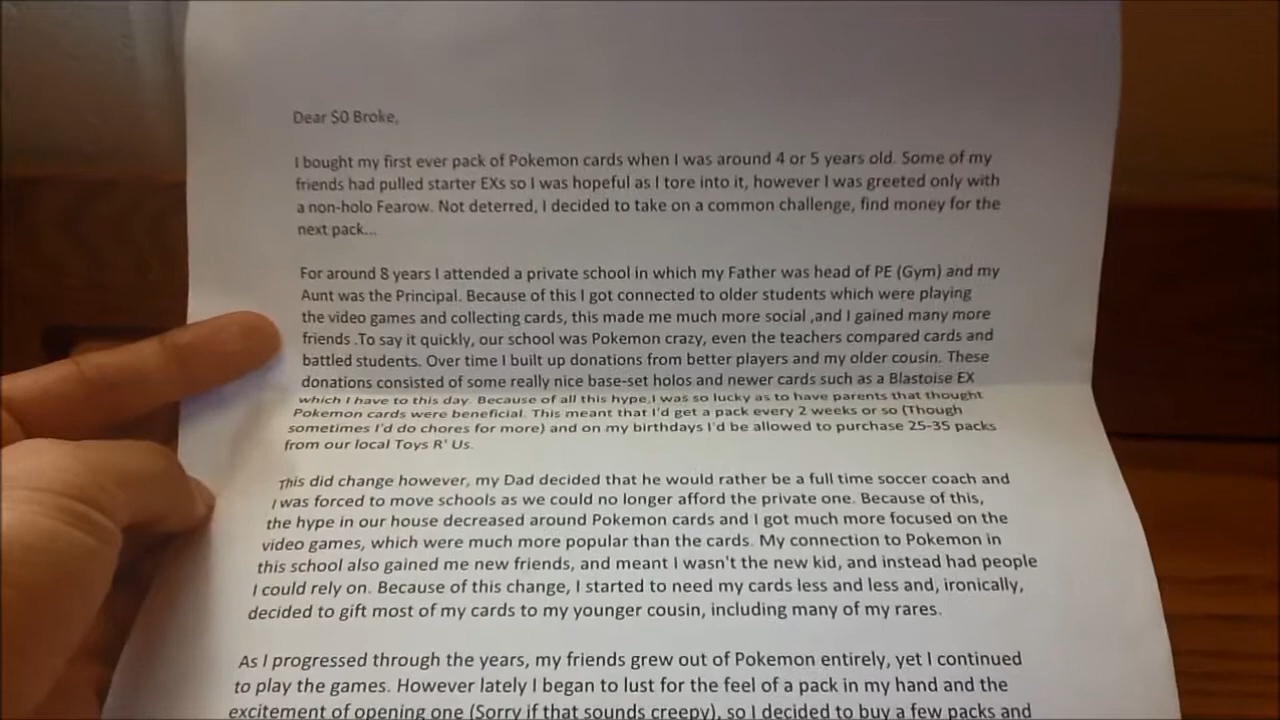 Dear $0 Broke,
I bought my first ever pack of Pokemon cards when I was around 4 or 5 years old. Some of my
friends had pulled starter EXs so I was hopeful as I tore into it, however I was greeted only with
a non-holo Fearow. Not deterred, I decided to take on a common challenge, find money for the
next pack...
For around 8 years I attended a private school in which my Father was head of PE (Gym) and my
Aunt was the Principal. Because of this I got connected to older students which were playing
the video games and collecting cards, this made me much more social ,and I gained many more
friends .To say it quickly, our school was Pokemon crazy, even the teachers compared cards and
battled students. Over time I built up donations from better players and my older cousin. These
donations consisted of some really nice base-set holos and newer cards such as a Blastoise EX
which I have to this day. Because of all this hype,I was so lucky as to have parents that thought
Pokemon cards were beneficial. This meant that I'd get a pack every 2 weeks or so (Though
sometimes I'd do chores for more) and on my birthdays I'd be allowed to purchase 25-35 packs
from our local Toys R' Us.
This did change however, my Dad decided that he would rather be a full time soccer coach and
I was forced to move schools as we could no longer afford the private one. Because of this,
the hype in our house decreased around Pokemon cards and I got much more focused on the
video games, which were much more popular than the cards. My connection to Pokemon in
this school also gained me new friends, and meant I wasn't the new kid, and instead had people
I could rely on. Because of this change, I started to need my cards less and less and, ironically,
decided to gift most of my cards to my younger cousin, including many of my rares.
As I progressed through the years, my friends grew out of Pokemon entirely, yet I continued
to play the games. However lately I began to lust for the feel of a pack in my hand and the
excitement of opening one (Sorry if that sounds creepy), so I decided to buy a few packs and